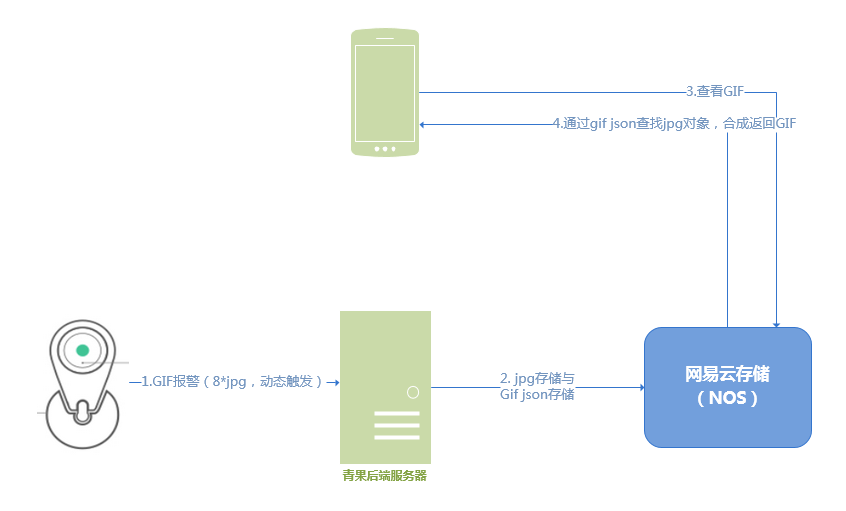 3.查看GIF
4.通过gif json查找jpg对象，合成返回GIF
1.GIF报警（8*jpg，动态触发）
2. jpg存储与
Gif json存储
网易云存储
（NOS）
青果后端服务器